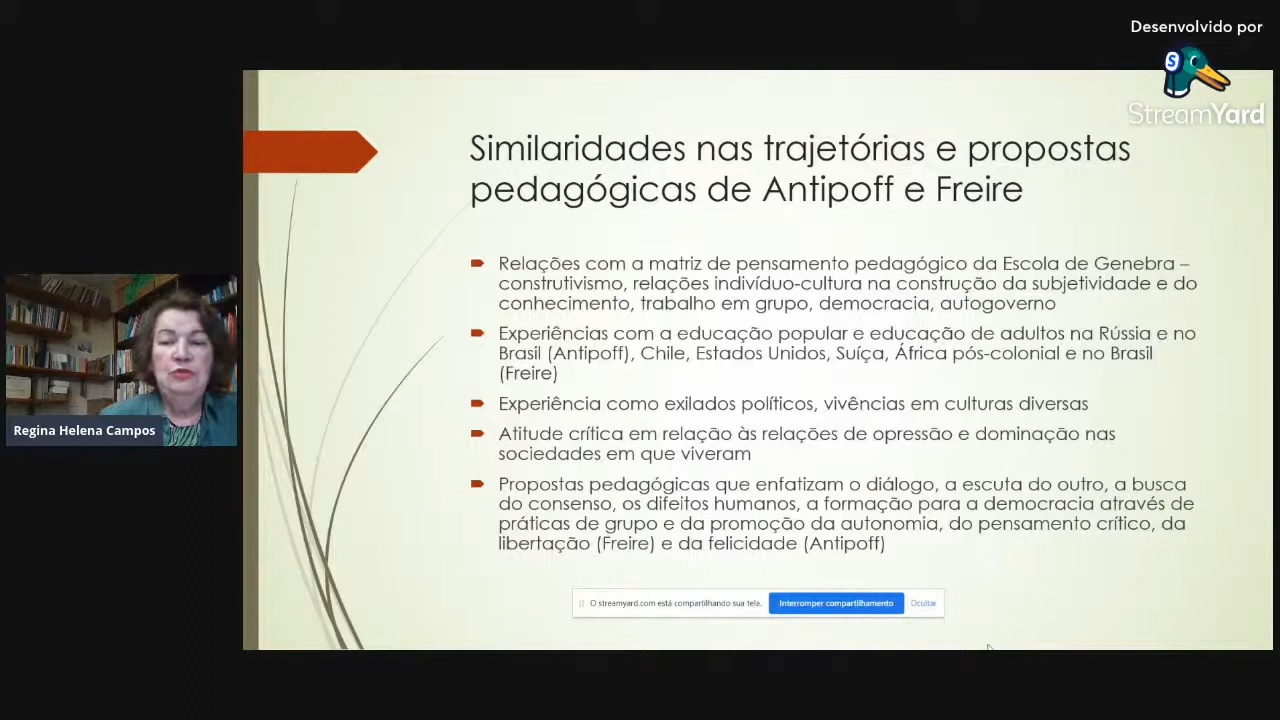 Desenvolvido por
S
StreamYard
Similaridades nas trajetórias e propostas
pedagógicas de Antipoff e Freire
Relações com a matriz de pensamento pedagógico da Escola de Genebra –
construtivismo, relações indivíduo-cultura na construção da subjetividade e do
conhecimento, trabalho em grupo, democracia, autogoverno
Experiências com a educação popular e educação de adultos na Rússia e no
Brasil (Antipoff), Chile, Estados Unidos, Suíça, África pós-colonial e no Brasil
(Freire)
Experiência como exilados políticos, vivências em culturas diversas
Atitude crítica em relação às relações de opressão e dominação nas
sociedades em que viveram
Propostas pedagógicas que enfatizam o diálogo, a escuta do outro, a busca
do consenso, os difeitos humanos, a formação para a democracia através de
práticas de grupo e da promoção da autonomia, do pensamento crítico, da
libertação (Freire) e da felicidade (Antipoff)
O streamyard.com está compartilhando sua tela.
Interromper compartilhamento
Ocultar
Regina Helena Campos